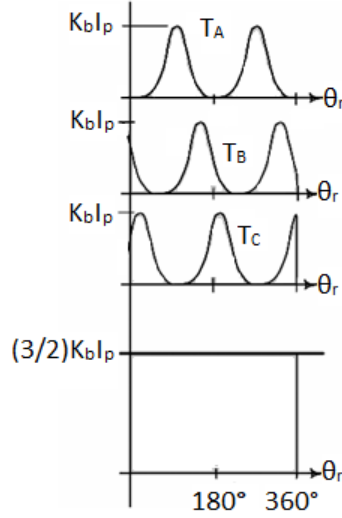 KbIp TA
θr
KbIp TB
θr
KbIp TC
θr
(3/2)KbIp
θr
180° 360°